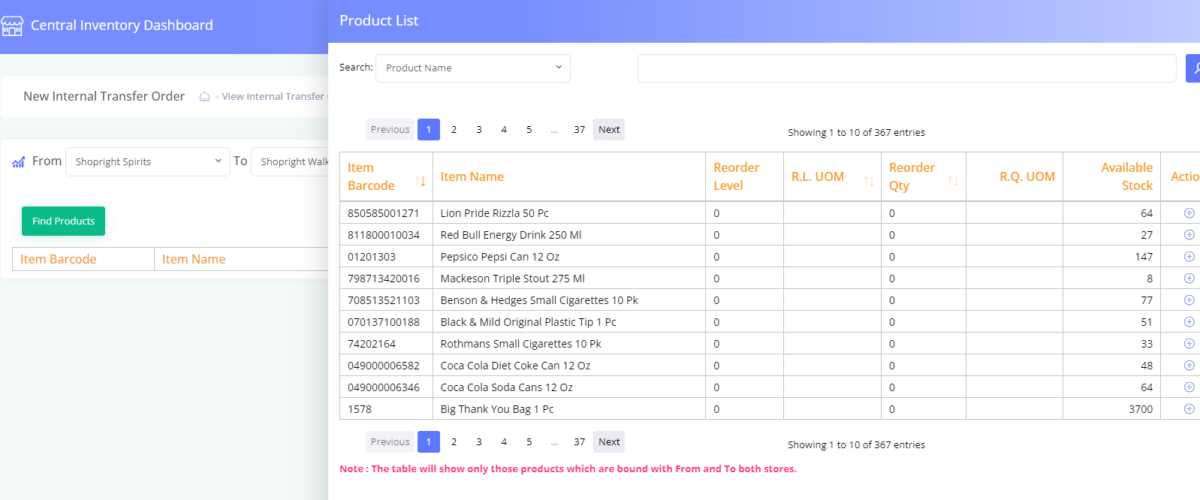 Central Inventory Dashboard
New Internal Transfer Order - View Internal Transfer
From Shopright Spirits To Shopright
Find Products
Item Barcode Item Name
Product List
Search: Product Name
Previous 1 2 3 4 5 ... 37 Next
Showing 1 to 10 of 367 entries
Item Barcode Item Name Reorder Level R.L. UOM Reorder Qty R.Q. UOM Available Stock
850585001271 Lion Pride Rizzla 50 Pc 0 0 64
811800010034 Red Bull Energy Drink 250 Ml 0 0 27
01201303 Pepsico Pepsi Can 12 Oz 0 0 147
798713420016 Mackeson Triple Stout 275 Ml 0 0 8
708513521103 Benson & Hedges Small Cigarettes 10 Pk 0 0 77
070137100188 Black & Mild Original Plastic Tip 1 Pc 0 0 51
74202164 Rothmans Small Cigarettes 10 Pk 0 0 33
049000006582 Coca Cola Diet Coke Can 12 Oz 0 0 48
049000006346 Coca Cola Soda Cans 12 Oz 0 0 64
1578 Big Thank You Bag 1 Pc 0 0 3700
Previous 1 2 3 4 5 ... 37 Next
Showing 1 to 10 of 367 entries
Note : The table will show only those products which are bound with From and To both stores.